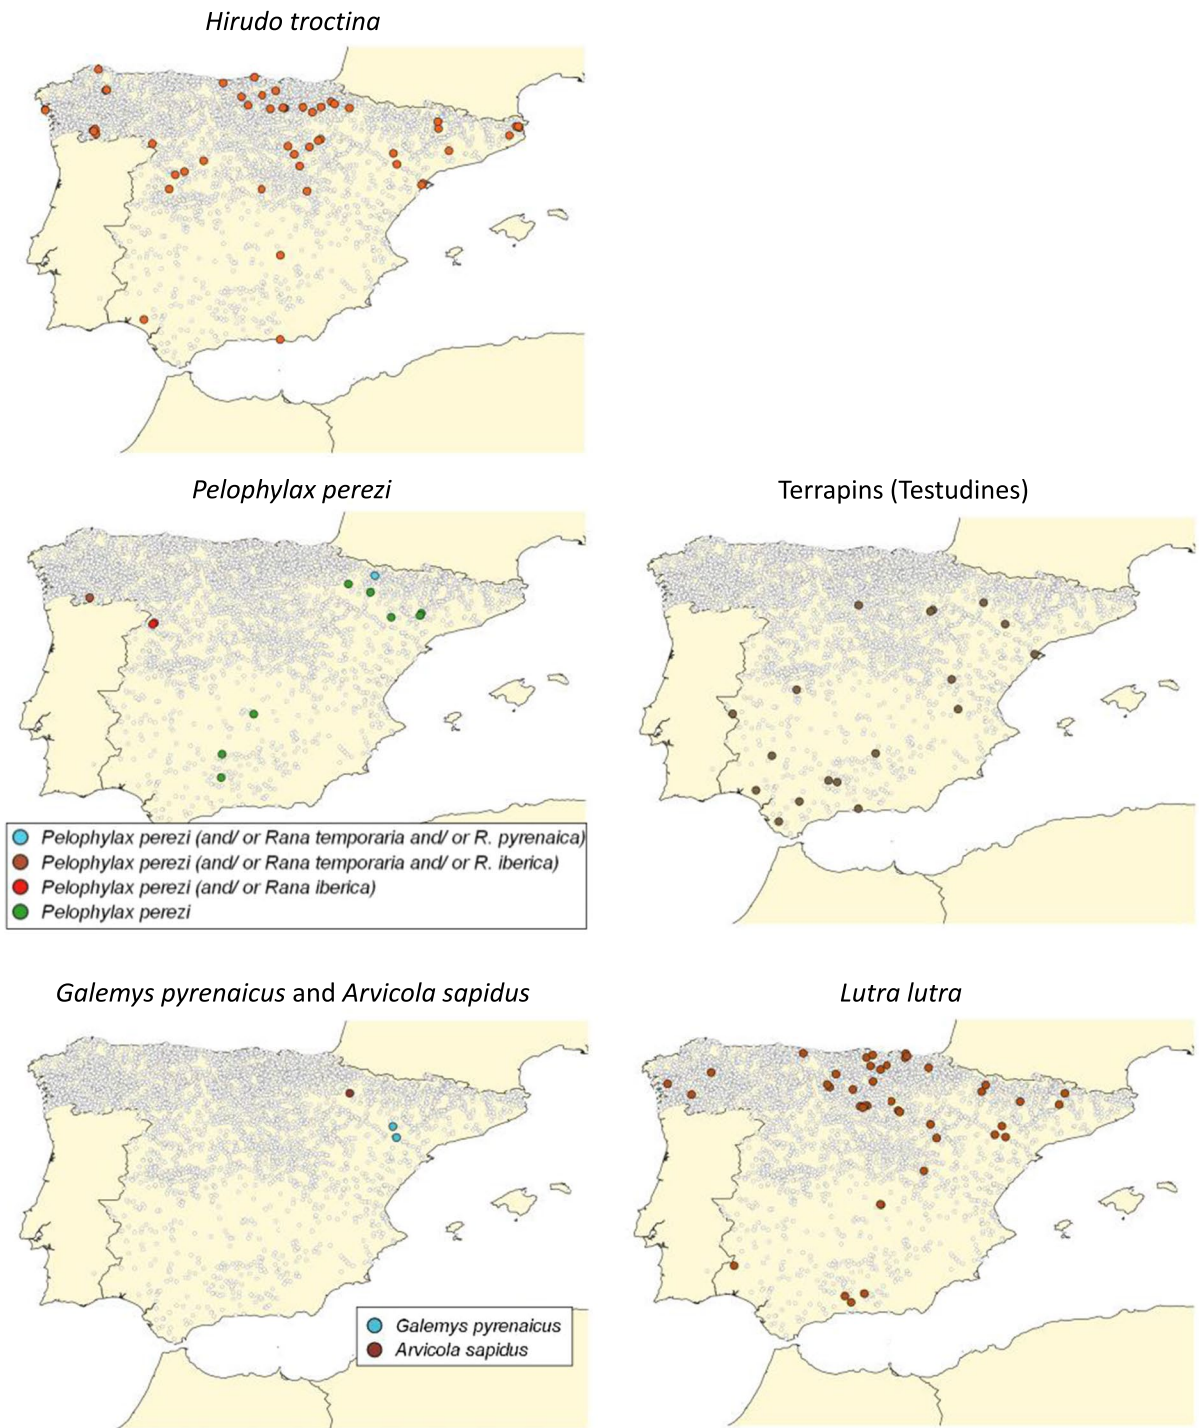 Hirudo troctina
Pelophylax perezi
Terrapins (Testudines)
Pelophylax perezi (and/ or Rana temporaria and/ or R. pyrenaica)
Pelophylax perezi (and/ or Rana temporaria and/ or R. iberica)
Pelophylax perezi (and/ or Rana iberica)
Pelophylax perezi
Galemys pyrenaicus and Arvicola sapidus
Lutra lutra
Galemys pyrenaicus
Arvicola sapidus